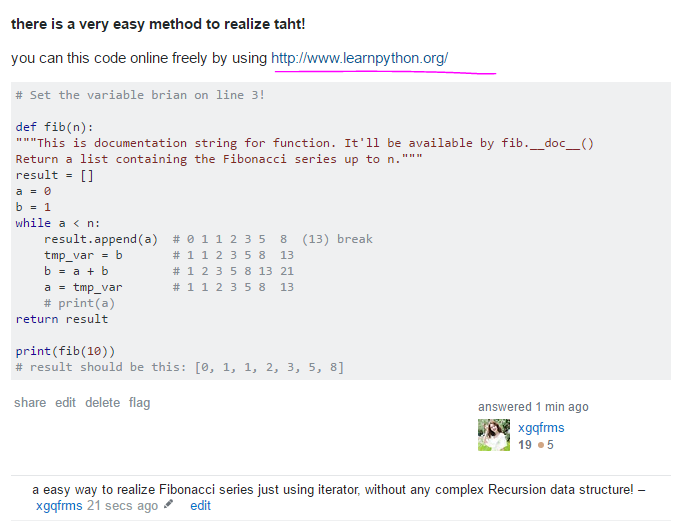 there is a very easy method to realize taht!
you can this code online freely by using http://www.learnpython.org/
# Set the variable brian on line 3!
def fib(n):
"""This is documentation string for function. It'll be available by fib.__doc__()
Return a list containing the Fibonacci series up to n."""
result = []
a = 0
b = 1
while a < n:
    result.append(a)  # 0 1 1 2 3 5  8  (13) break
    tmp_var = b       # 1 1 2 3 5 8  13
    b = a + b         # 1 2 3 5 8 13 21
    a = tmp_var       # 1 1 2 3 5 8  13
    # print(a)
return result
print(fib(10))
# result should be this: [0, 1, 1, 2, 3, 5, 8]
share edit delete flag
answered 1 min ago
xgqfrms
19 ●5
a easy way to realize Fibonacci series just using iterator, without any complex Recursion data structure! –
xgqfrms 21 secs ago edit